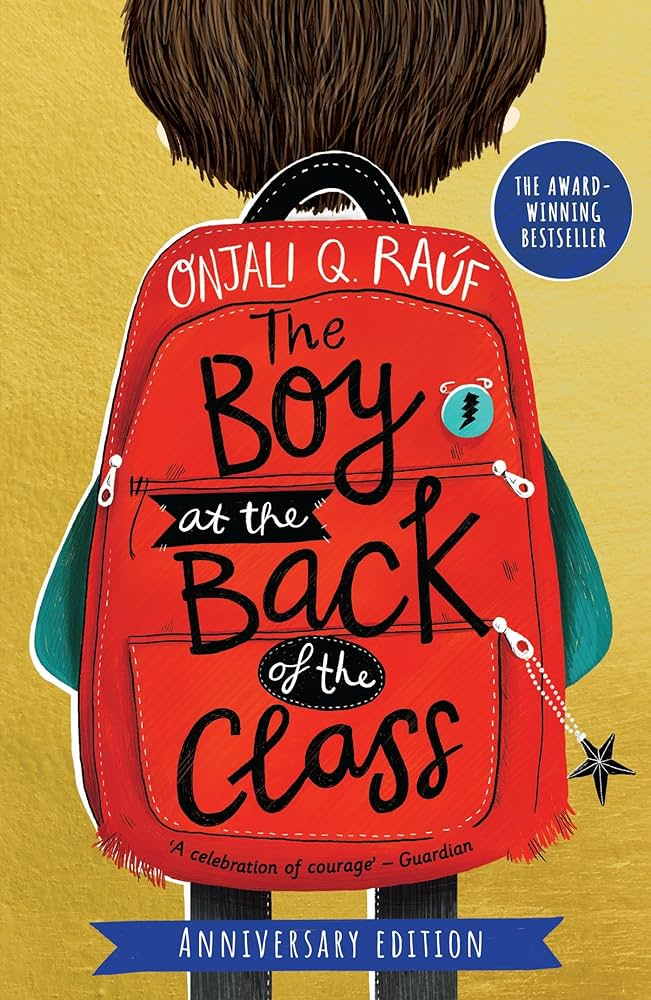 THE AWARD-
WINNING
BESTSELLER
ONJALI Q. RAÚF
The
Boy
at the
Back
of the
Class
‘A celebration of courage’ – Guardian
ANNIVERSARY EDITION